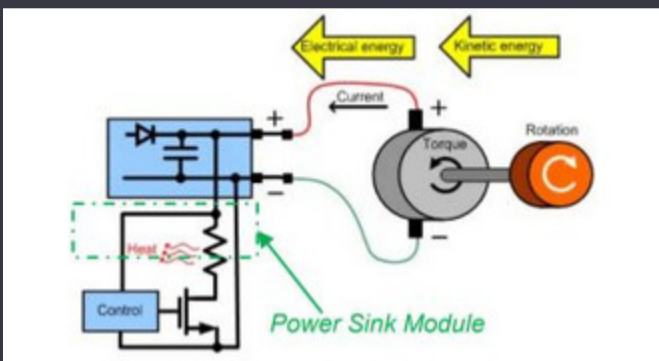 Electrical energy
Kinetic energy
Current
+
+
Rotation
Torque
−
−
Heat
Control
Power Sink Module